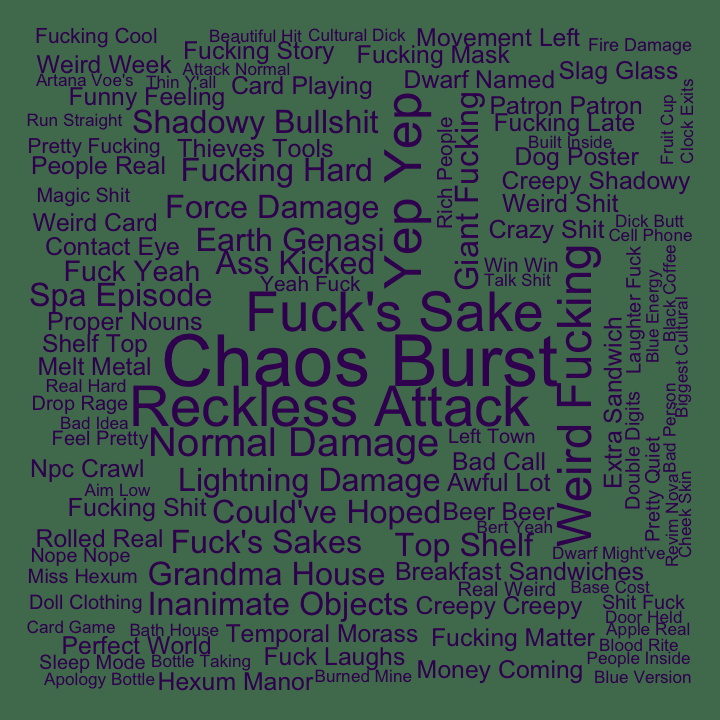 Fucking Cool
Beautiful Hit
Cultural Dick
Movement Left
Fire Damage
Weird Week
Fucking Story
Fucking Mask
Artana Voe's
Thin Y'all
Attack Normal
Card Playing
Dwarf Named
Slag Glass
Funny Feeling
Run Straight
Shadowy Bullshit
Yep Yep
Rich People
Giant Fucking
Patron Patron
Fucking Late
Fruit Cup
Clock Exits
Pretty Fucking
Thieves Tools
Built Inside
Dog Poster
People Real
Fucking Hard
Creepy Shadowy
Magic Shit
Force Damage
Weird Shit
Weird Card
Earth Genasi
Crazy Shit
Dick Butt
Cell Phone
Contact Eye
Ass Kicked
Fuck Yeah
Yeah Fuck
Win Win
Talk Shit
Spa Episode
Fuck's Sake
Weird Fucking
Laughter Fuck
Blue Energy
Black Coffee
Biggest Cultural
Proper Nouns
Shelf Top
Chaos Burst
Extra Sandwich
Melt Metal
Real Hard
Drop Rage
Reckless Attack
Double Digits
Bad Person
Bad Idea
Feel Pretty
Normal Damage
Left Town
Pretty Quiet
Npc Crawl
Lightning Damage
Bad Call
Awful Lot
Revim Nova
Cheek Skin
Aim Low
Fucking Shit
Could've Hoped
Beer Beer
Bert Yeah
Rolled Real
Fuck's Sakes
Top Shelf
Dwarf Might've
Nope Nope
Miss Hexum
Grandma House
Breakfast Sandwiches
Real Weird
Base Cost
Doll Clothing
Inanimate Objects
Creepy Creepy
Shit Fuck
Door Held
Card Game
Bath House
Temporal Morass
Fucking Matter
Apple Real
Blood Rite
Perfect World
Sleep Mode
Bottle Taking
Fuck Laughs
Money Coming
People Inside
Apology Bottle
Hexum Manor
Burned Mine
Blue Version